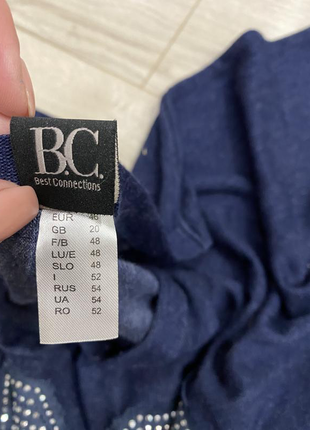 B.C.
Best Connections
EUR 48
GB 20
F/B 48
LU/E 48
SLO 48
I 52
RUS 54
UA 54
RO 52